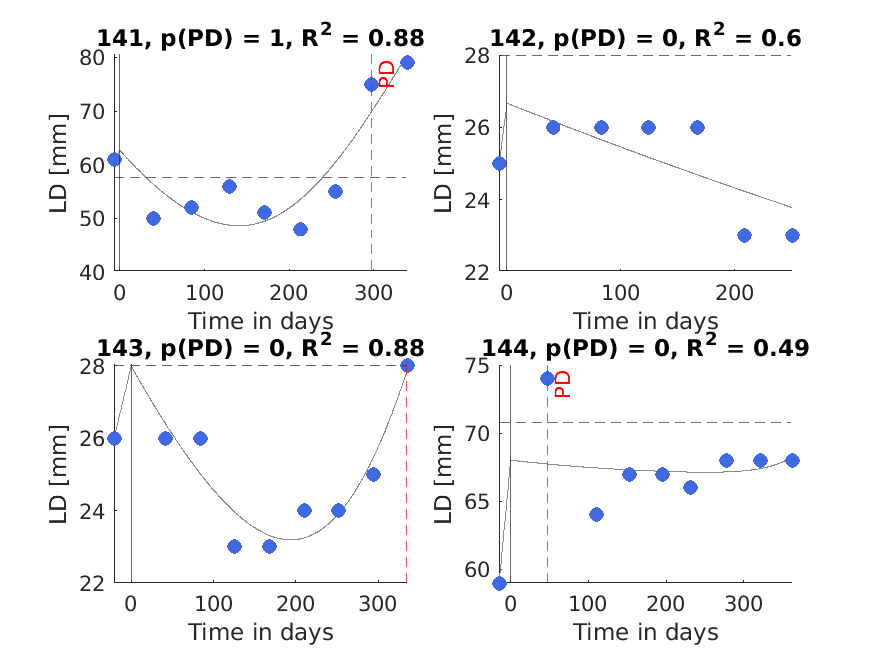 141, p(PD) = 1, R² = 0.88
80
70
60
50
40
LD [mm]
PD
0 100 200 300
Time in days
142, p(PD) = 0, R² = 0.6
28
26
24
22
LD [mm]
0 100 200
Time in days
143, p(PD) = 0, R² = 0.88
28
26
24
22
LD [mm]
0 100 200 300
Time in days
144, p(PD) = 0, R² = 0.49
75
70
65
60
LD [mm]
PD
0 100 200 300
Time in days